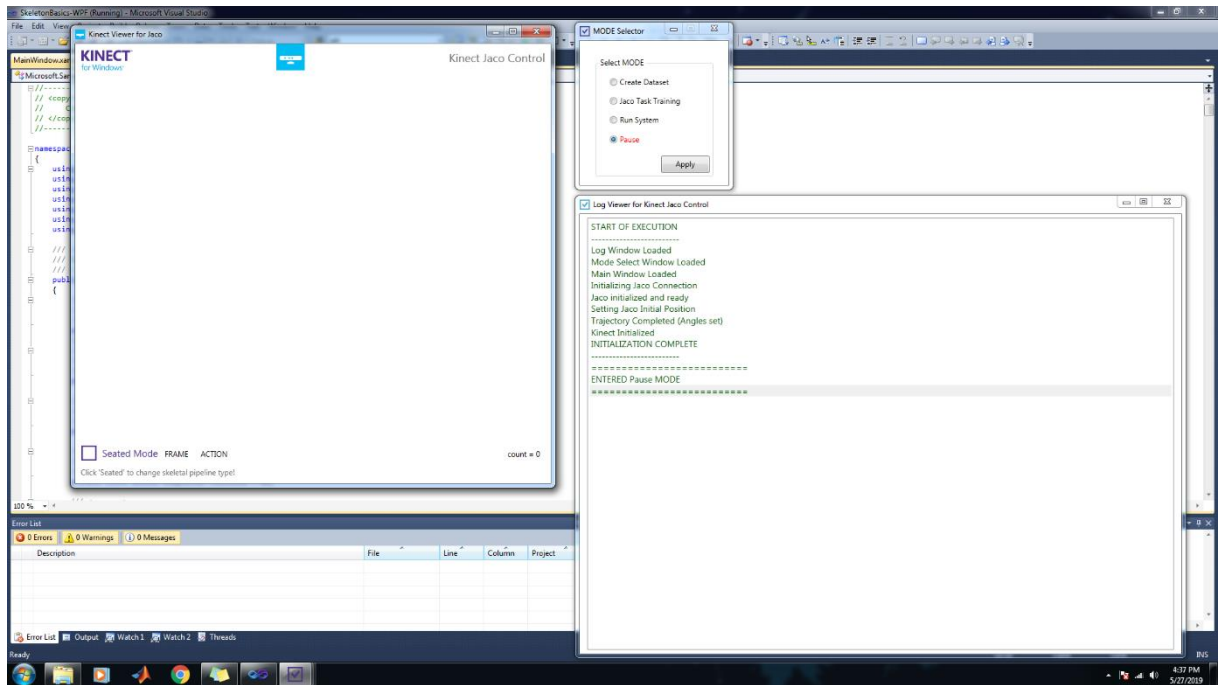 SkeletonBasics-WPF (Running) - Microsoft Visual Studio
File Edit View
MainWindow.xa
Microsoft.Sar
//------
// <copy
// C
// </cop
//------
namespac
{
usin
usin
usin
usin
usin
usin
usin
///
///
///
publ
{
100 %
Kinect Viewer for Jaco
KINECT
for Windows
Kinect Jaco Control
Seated Mode FRAME ACTION count = 0
Click 'Seated' to change skeletal pipeline type!
MODE Selector
Select MODE
Create Dataset
Jaco Task Training
Run System
Pause
Apply
Log Viewer for Kinect Jaco Control
START OF EXECUTION
-------------------------
Log Window Loaded
Mode Select Window Loaded
Main Window Loaded
Initializing Jaco Connection
Jaco initialized and ready
Setting Jaco Initial Position
Trajectory Completed (Angles set)
Kinect Initialized
INITIALIZATION COMPLETE
-------------------------
==========================
ENTERED Pause MODE
==========================
Error List
0 Errors 0 Warnings 0 Messages
Description File Line Column Project
Error List Output Watch 1 Watch 2 Threads
Ready INS
4:37 PM
5/27/2019